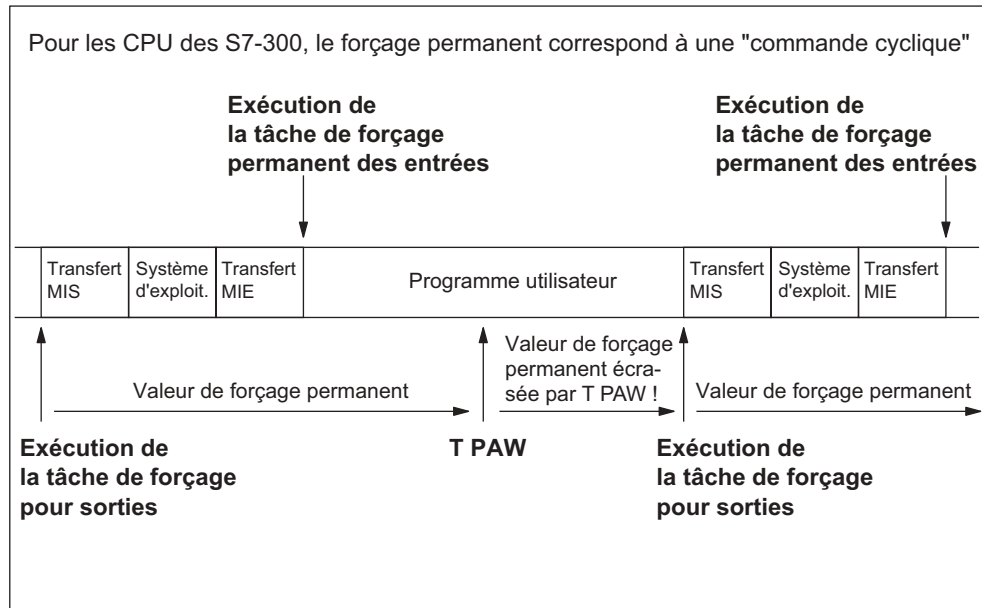 Pour les CPU des S7-300, le forçage permanent correspond à une "commande cyclique"
Exécution de
la tâche de forçage
permanent des entrées
Exécution de
la tâche de forçage
permanent des entrées
Transfert
MIS
Système
d'exploit.
Transfert
MIE
Programme utilisateur
Transfert
MIS
Système
d'exploit.
Transfert
MIE
Valeur de forçage permanent
Valeur de forçage
permanent écra-
sée par T PAW !
Valeur de forçage permanent
Exécution de
la tâche de forçage
pour sorties
T PAW
Exécution de
la tâche de forçage
pour sorties